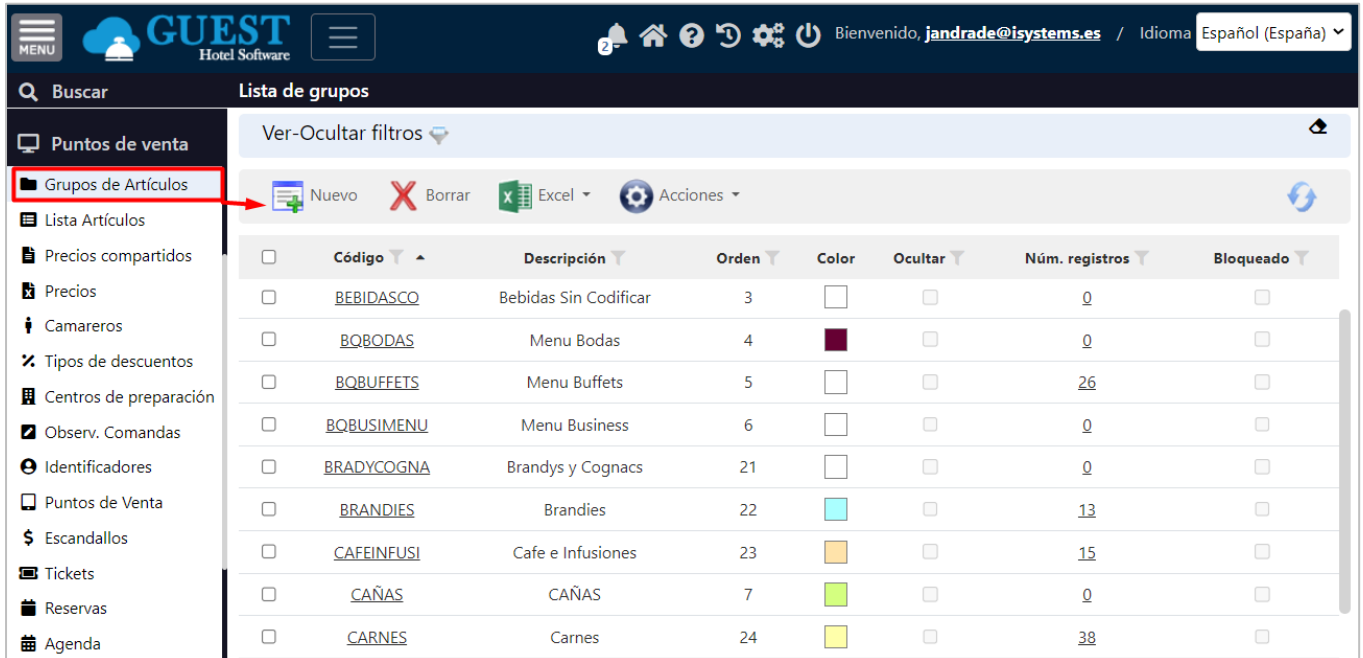 MENU
GUEST
Hotel Software
2
Bienvenido, jandrade@isystems.es / Idioma Español (España)
Buscar
Lista de grupos
Puntos de venta
Ver-Ocultar filtros
Grupos de Artículos
Nuevo Borrar Excel Acciones
Lista Artículos
Precios compartidos
Precios
Camareros
Tipos de descuentos
Centros de preparación
Observ. Comandas
Identificadores
Puntos de Venta
Escandallos
Tickets
Reservas
Agenda
Código Descripción Orden Color Ocultar Núm. registros Bloqueado
BEBIDASCO Bebidas Sin Codificar 3 0
BQBODAS Menu Bodas 4 0
BQBUFFETS Menu Buffets 5 26
BQBUSIMENU Menu Business 6 0
BRADYCOGNA Brandys y Cognacs 21 0
BRANDIES Brandies 22 13
CAFEINFUSI Cafe e Infusiones 23 15
CAÑAS CAÑAS 7 0
CARNES Carnes 24 38